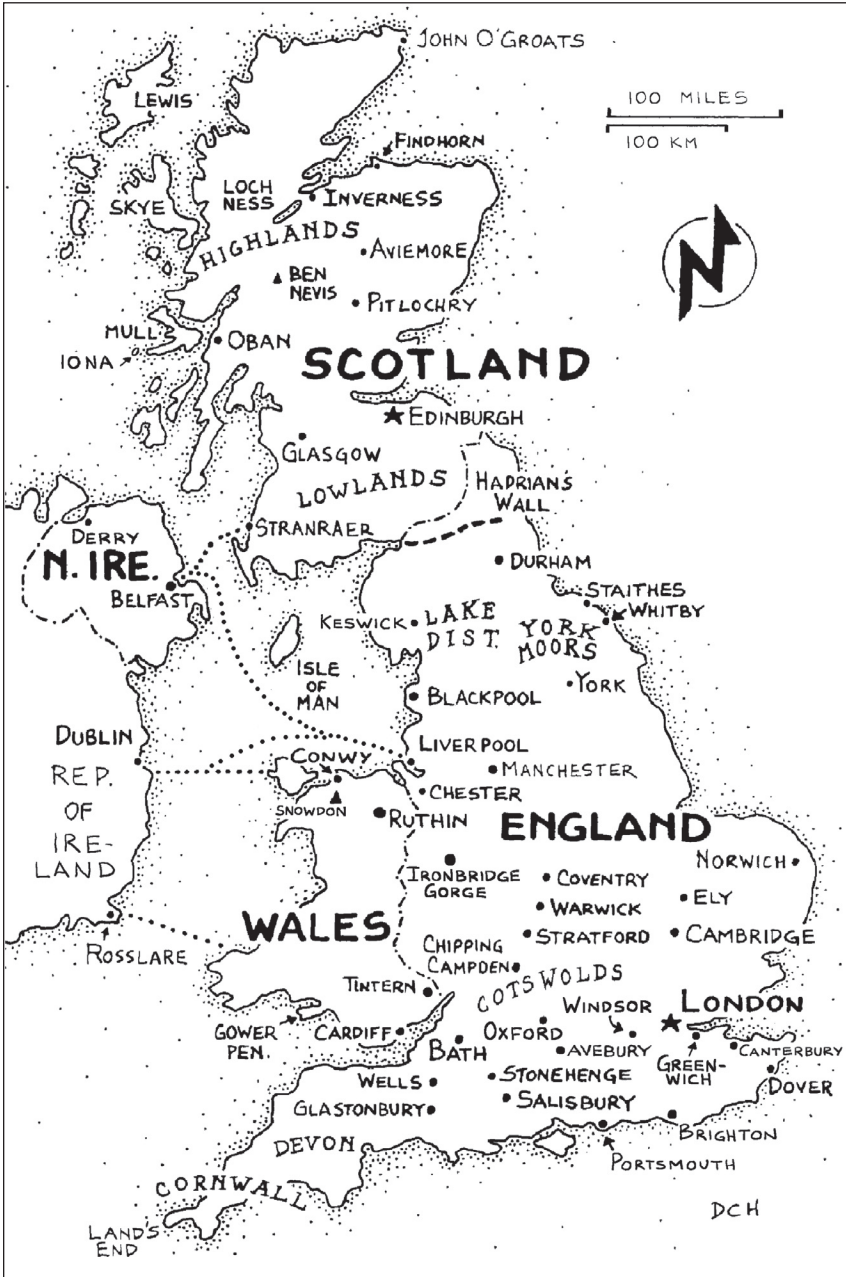 JOHN O'GROATS
LEWIS
100 MILES
100 KM
FINDHORN
LOCH
NESS
INVERNESS
SKYE
HIGHLANDS
AVIEMORE
BEN
NEVIS
PITLOCHRY
N
MULL
IONA
OBAN
SCOTLAND
EDINBURGH
GLASGOW
LOWLANDS
HADRIAN'S
WALL
STRANRAER
DERRY
N. IRE.
BELFAST
DURHAM
STAITHES
WHITBY
KESWICK
LAKE
DIST.
YORK
MOORS
ISLE
OF
MAN
YORK
BLACKPOOL
DUBLIN
LIVERPOOL
CONWY
MANCHESTER
REP.
OF
IRE-
LAND
CHESTER
SNOWDON
RUTHIN
ENGLAND
NORWICH
IRONBRIDGE
GORGE
COVENTRY
ELY
WARWICK
WALES
STRATFORD
CAMBRIDGE
ROSSLARE
CHIPPING
CAMPDEN
COTSWOLDS
TINTERN
WINDSOR
LONDON
GOWER
PEN.
CARDIFF
OXFORD
BATH
AVEBURY
GREEN-
WICH
CANTERBURY
WELLS
STONEHENGE
DOVER
GLASTONBURY
SALISBURY
BRIGHTON
DEVON
PORTSMOUTH
CORNWALL
LAND'S
END
DCH